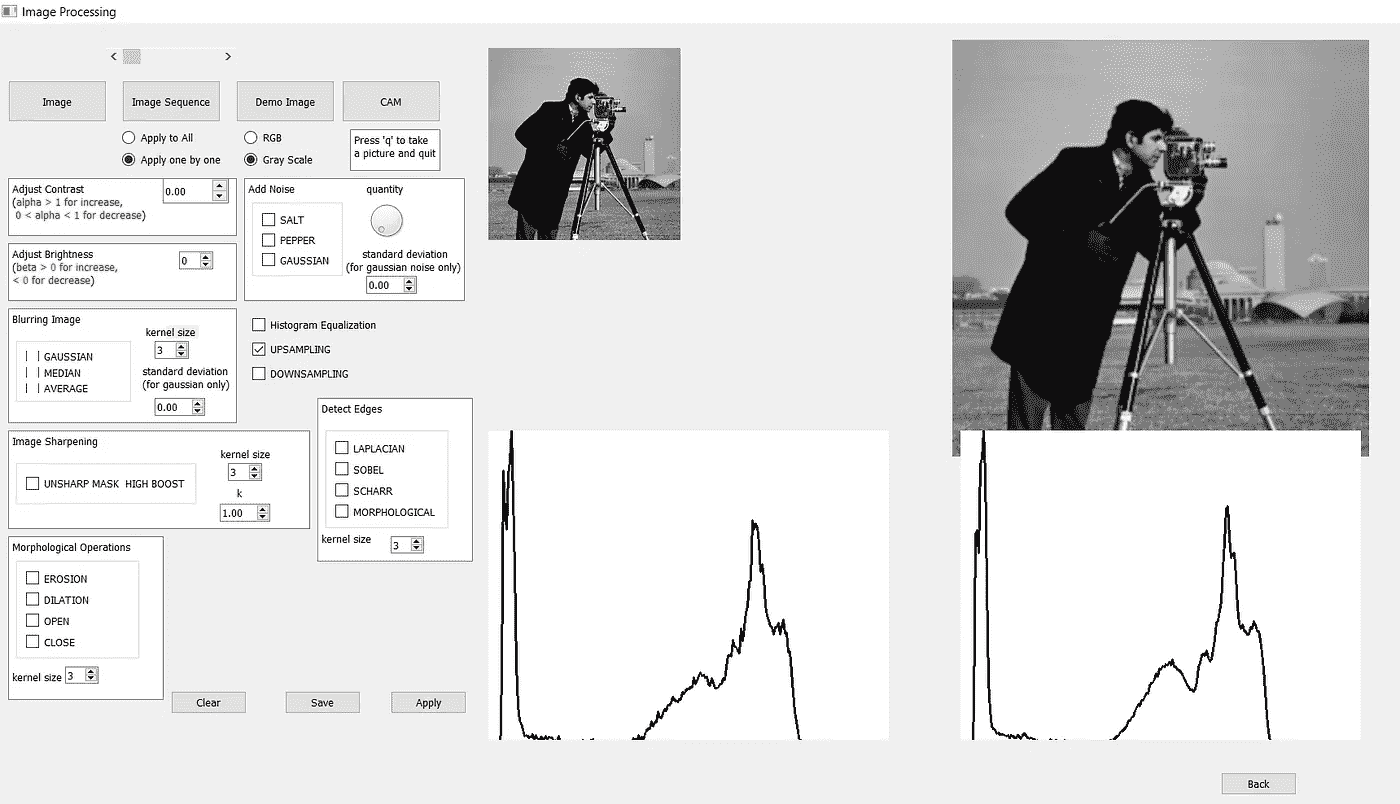 Image Processing
Image
Image Sequence
Demo Image
CAM
Apply to All
Apply one by one
RGB
Gray Scale
Press 'q' to take
a picture and quit
Adjust Contrast
(alpha > 1 for increase,
0 < alpha < 1 for decrease)
0.00
Adjust Brightness
(beta > 0 for increase,
< 0 for decrease)
0
Add Noise
quantity
SALT
PEPPER
GAUSSIAN
standard deviation
(for gaussian noise only)
0.00
Blurring Image
kernel size
3
GAUSSIAN
MEDIAN
AVERAGE
standard deviation
(for gaussian only)
0.00
Histogram Equalization
UPSAMPLING
DOWNSAMPLING
Image Sharpening
kernel size
3
UNSHARP MASK HIGH BOOST
k
1.00
Detect Edges
LAPLACIAN
SOBEL
SCHARR
MORPHOLOGICAL
kernel size
3
Morphological Operations
EROSION
DILATION
OPEN
CLOSE
kernel size 3
Clear
Save
Apply
Back